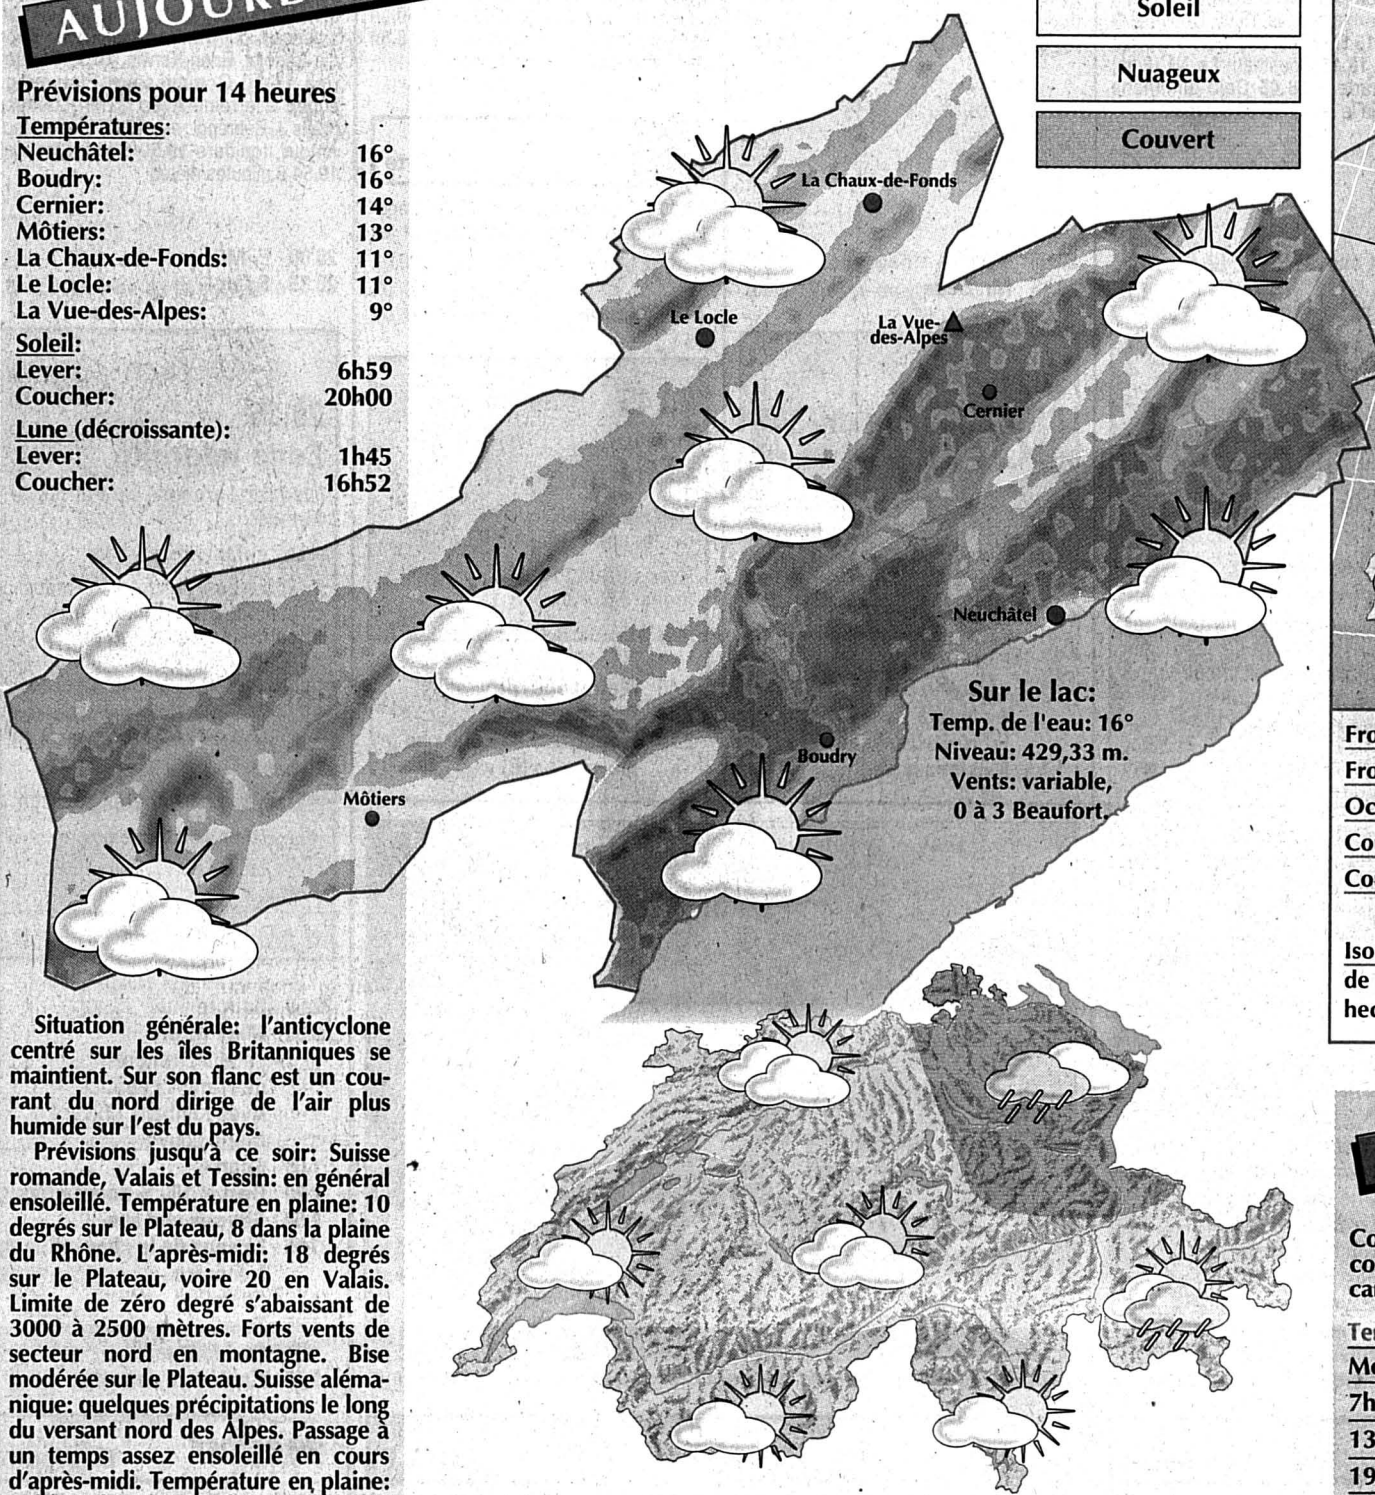 Prévisions pour 14 heures
Températures:
Neuchâtel: 16°
Boudry: 16°
Cernier: 14°
Môtiers: 13°
La Chaux-de-Fonds: 11°
Le Locle: 11°
La Vue-des-Alpes: 9°
Soleil:
Lever: 6h59
Coucher: 20h00
Lune (décroissante):
Lever: 1h45
Coucher: 16h52
Soleil
Nuageux
Couvert
La Chaux-de-Fonds
Le Locle
La Vue-
des-Alpes
Cernier
Neuchâtel
Boudry
Môtiers
Sur le lac:
Temp. de l'eau: 16°
Niveau: 429,33 m.
Vents: variable,
0 à 3 Beaufort.
Situation générale: l'anticyclone
centré sur les îles Britanniques se
maintient. Sur son flanc est un cou-
rant du nord dirige de l'air plus
humide sur l'est du pays.
Prévisions jusqu'à ce soir: Suisse
romande, Valais et Tessin: en général
ensoleillé. Température en plaine: 10
degrés sur le Plateau, 8 dans la plaine
du Rhône. L'après-midi: 18 degrés
sur le Plateau, voire 20 en Valais.
Limite de zéro degré s'abaissant de
3000 à 2500 mètres. Forts vents de
secteur nord en montagne. Bise
modérée sur le Plateau. Suisse aléma-
nique: quelques précipitations le long
du versant nord des Alpes. Passage à
un temps assez ensoleillé en cours
d'après-midi. Température en plaine:
Iso
de
7h
13
19